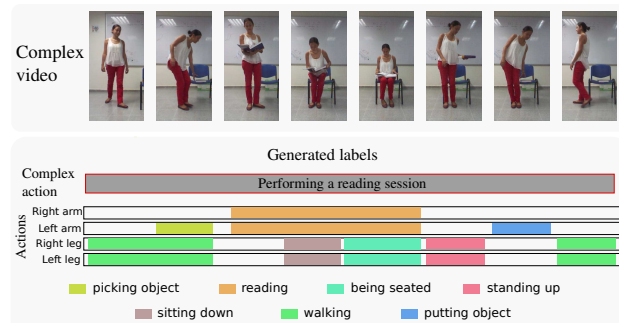 Complex
video
Generated labels
Complex
action
Performing a reading session
Actions
Right arm
Left arm
Right leg
Left leg
picking object
reading
being seated
standing up
sitting down
walking
putting object